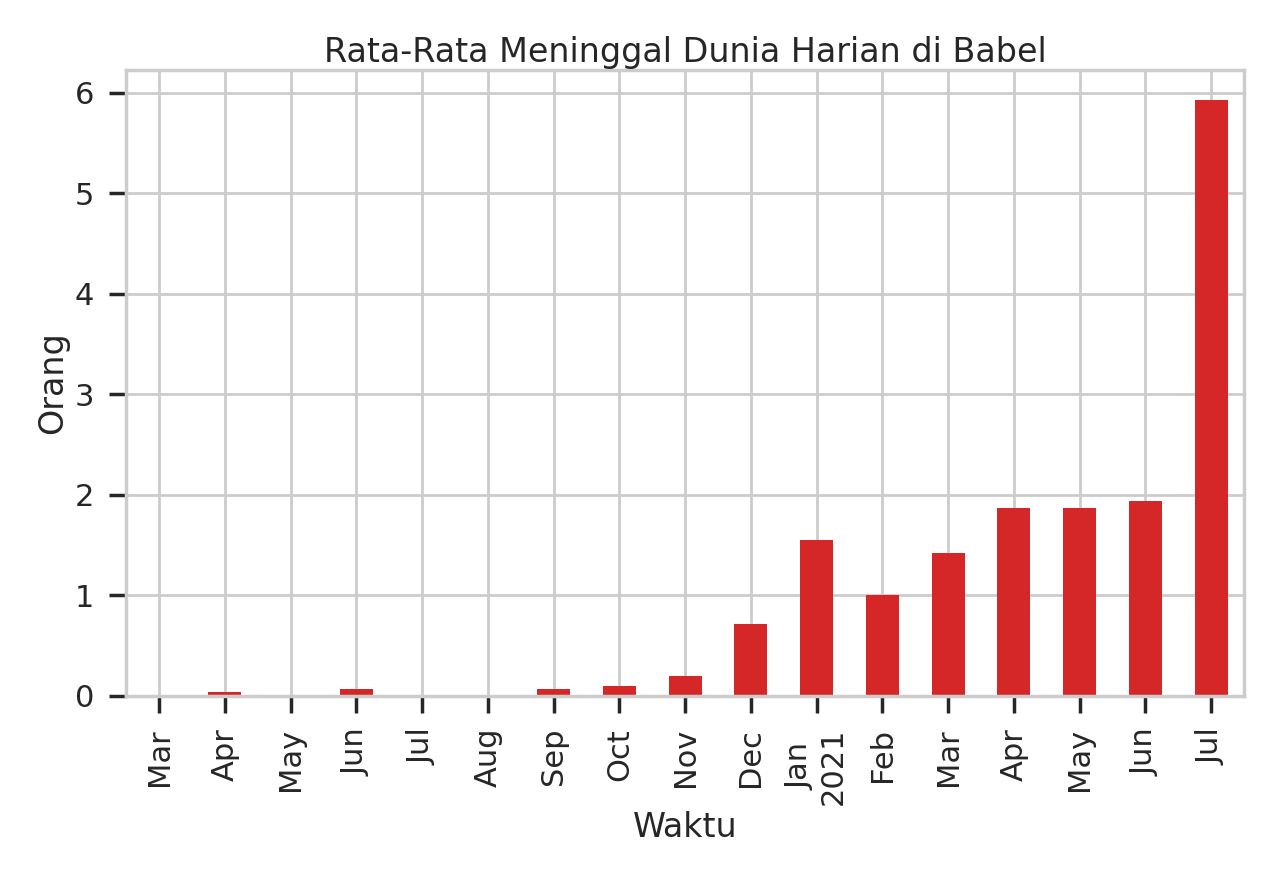 Rata-Rata Meninggal Dunia Harian di Babel
6
5
4
3
2
1
0
Orang
Mar
Apr
May
Jun
Jul
Aug
Sep
Oct
Nov
Dec
Jan
2021
Feb
Mar
Apr
May
Jun
Jul
Waktu